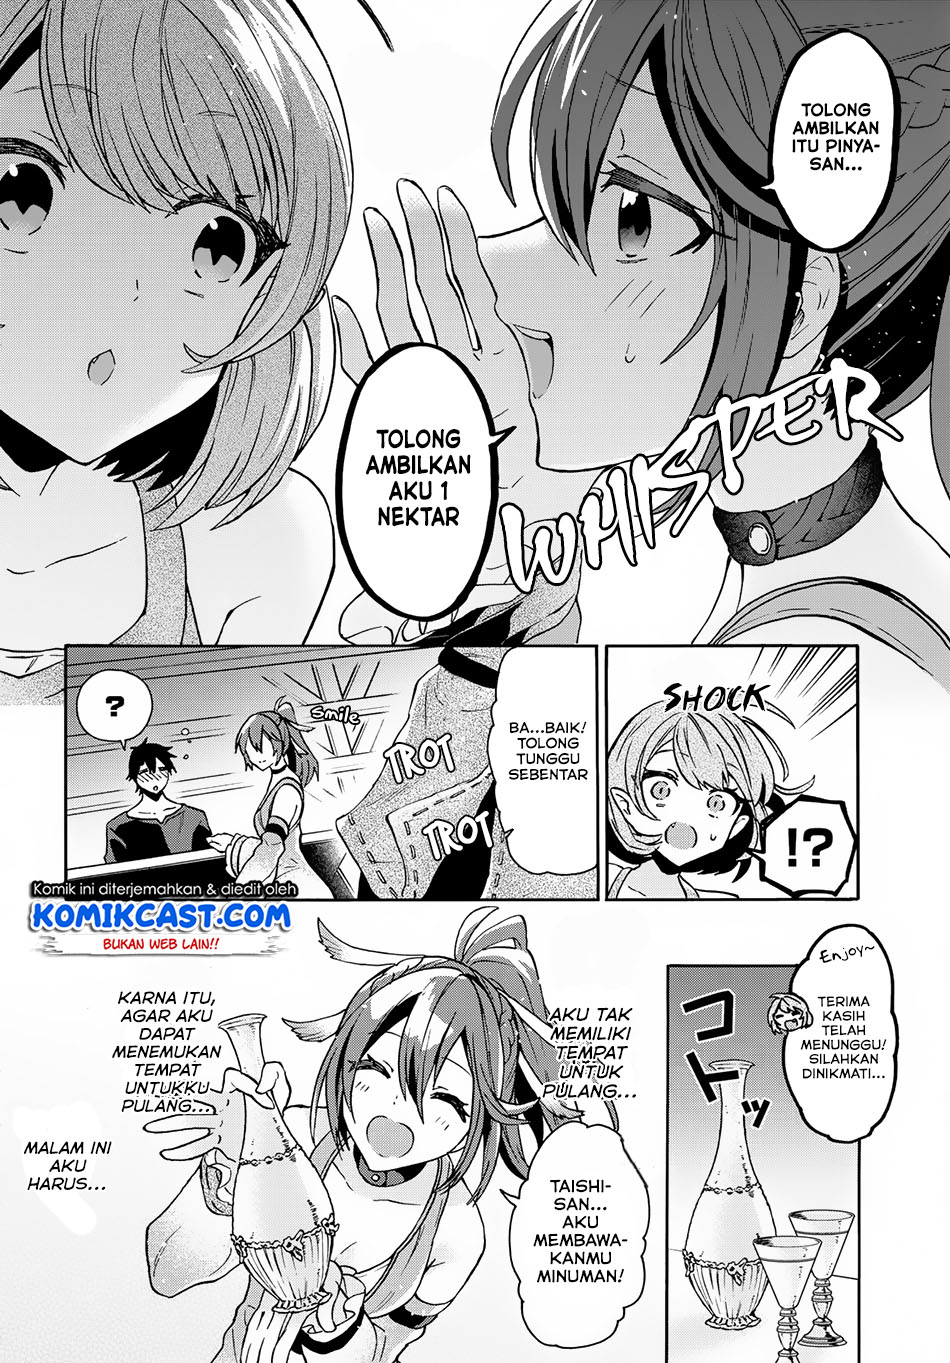 TOLONG
AMBILKAN
ITU PINYA-
SAN...
TOLONG
AMBILKAN
AKU 1
NEKTAR
WHISPER
SHOCK
!?
BA...BAIK!
TOLONG
TUNGGU
SEBENTAR
TROT
TROT
Smile
?
Komik ini diterjemahkan & diedit oleh
KOMIKCAST.COM
BUKAN WEB LAIN!!
Enjoy~
TERIMA
KASIH
TELAH
MENUNGGU!
SILAHKAN
DINIKMATI...
コトッ
AKU TAK
MEMILIKI
TEMPAT
UNTUK
PULANG...
KARNA ITU,
AGAR AKU
DAPAT
MENEMUKAN
TEMPAT
UNTUKKU
PULANG...
TAISHI-
SAN...
AKU
MEMBAWA-
KANMU
MINUMAN!
MALAM INI
AKU
HARUS...